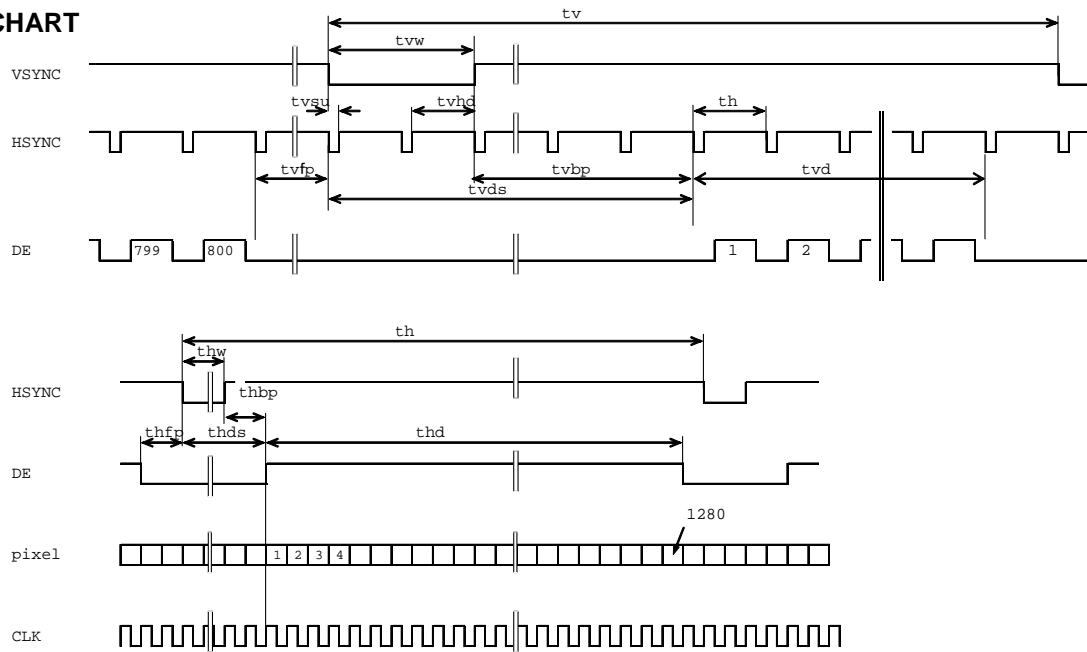 CHART
tv
tvw
VSYNC
tvsu
tvhd
th
HSYNC
tvfp
tvbp
tvd
tvds
DE
799
800
1
2
th
thw
HSYNC
thbp
thfp
thds
thd
DE
1280
pixel
1 2 3 4
CLK